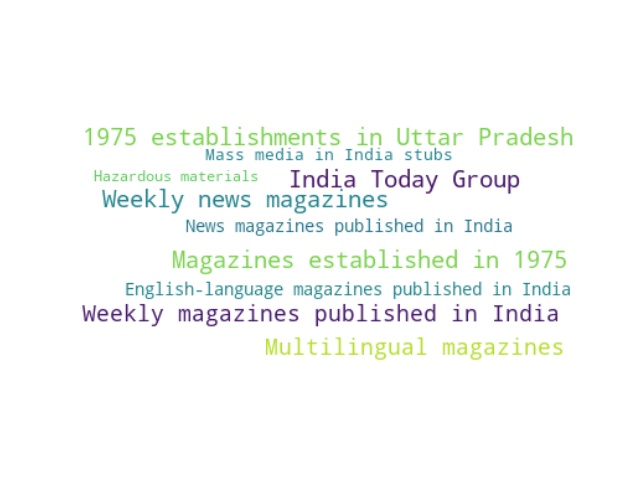 1975 establishments in Uttar Pradesh
Mass media in India stubs
Hazardous materials
India Today Group
Weekly news magazines
News magazines published in India
Magazines established in 1975
English-language magazines published in India
Weekly magazines published in India
Multilingual magazines